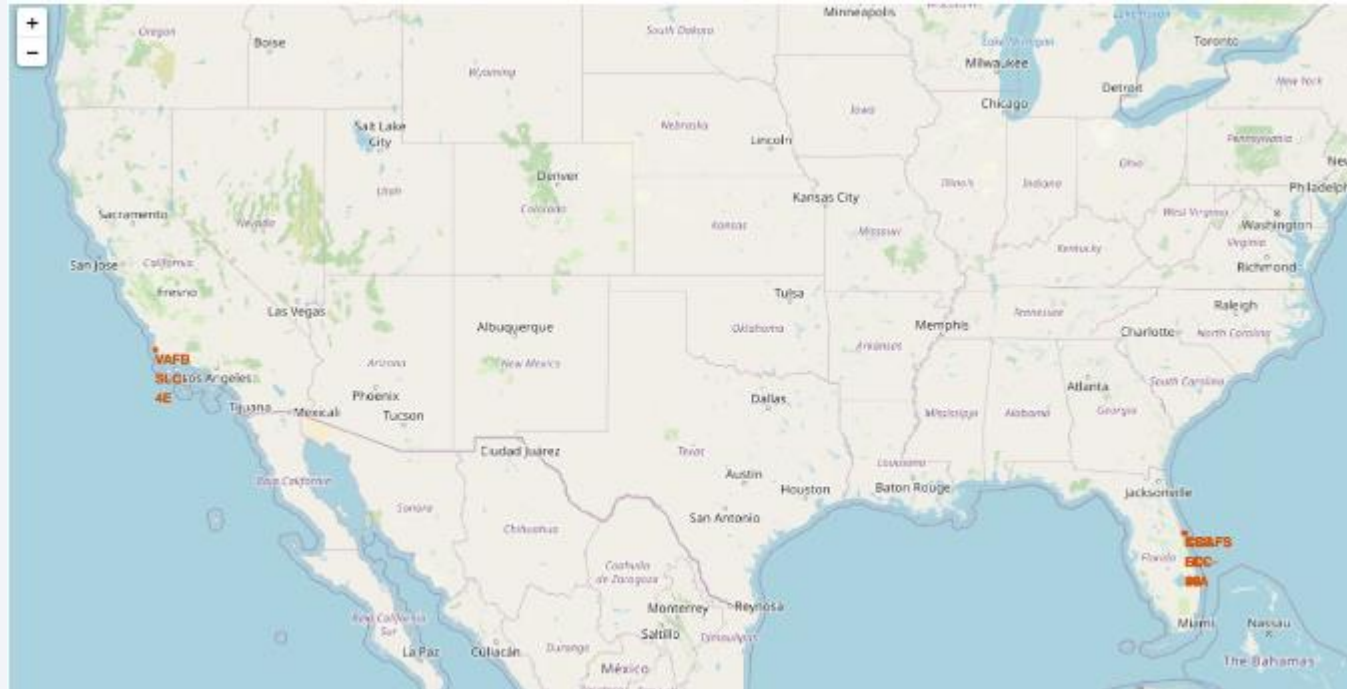 +
−
Oregon
Boise
South Dakota
Minneapolis
Toronto
Wyoming
Lake Michigan
Milwaukee
Detroit
New York
Chicago
Iowa
Salt Lake
City
Nebraska
Lincoln
Pennsylvania
Ohio
Denver
Utah
Illinois
Indiana
Kansas City
Sacramento
Nevada
Colorado
Kansas
Missouri
West Virginia
Washington
Virginia
Kentucky
San Jose
California
Richmond
Fresno
Las Vegas
Tulsa
Raleigh
Albuquerque
Oklahoma
Memphis
Tennessee
Charlotte
North Carolina
VAFB
SLC-
4E
Los Angeles
Arizona
New Mexico
Arkansas
Atlanta
South Carolina
Phoenix
Tijuana
Mexicali
Tucson
Dallas
Mississippi
Alabama
Georgia
Ciudad Juárez
Texas
Louisiana
Baja California
Austin
Houston
Baton Rouge
Jacksonville
Sonora
Chihuahua
San Antonio
Florida
Coahuila
de Zaragoza
Monterrey
Reynosa
Miami
Nassau
Baja California
Sur
Saltillo
Tamaulipas
La Paz
Culiacán
Durango
México
The Bahamas